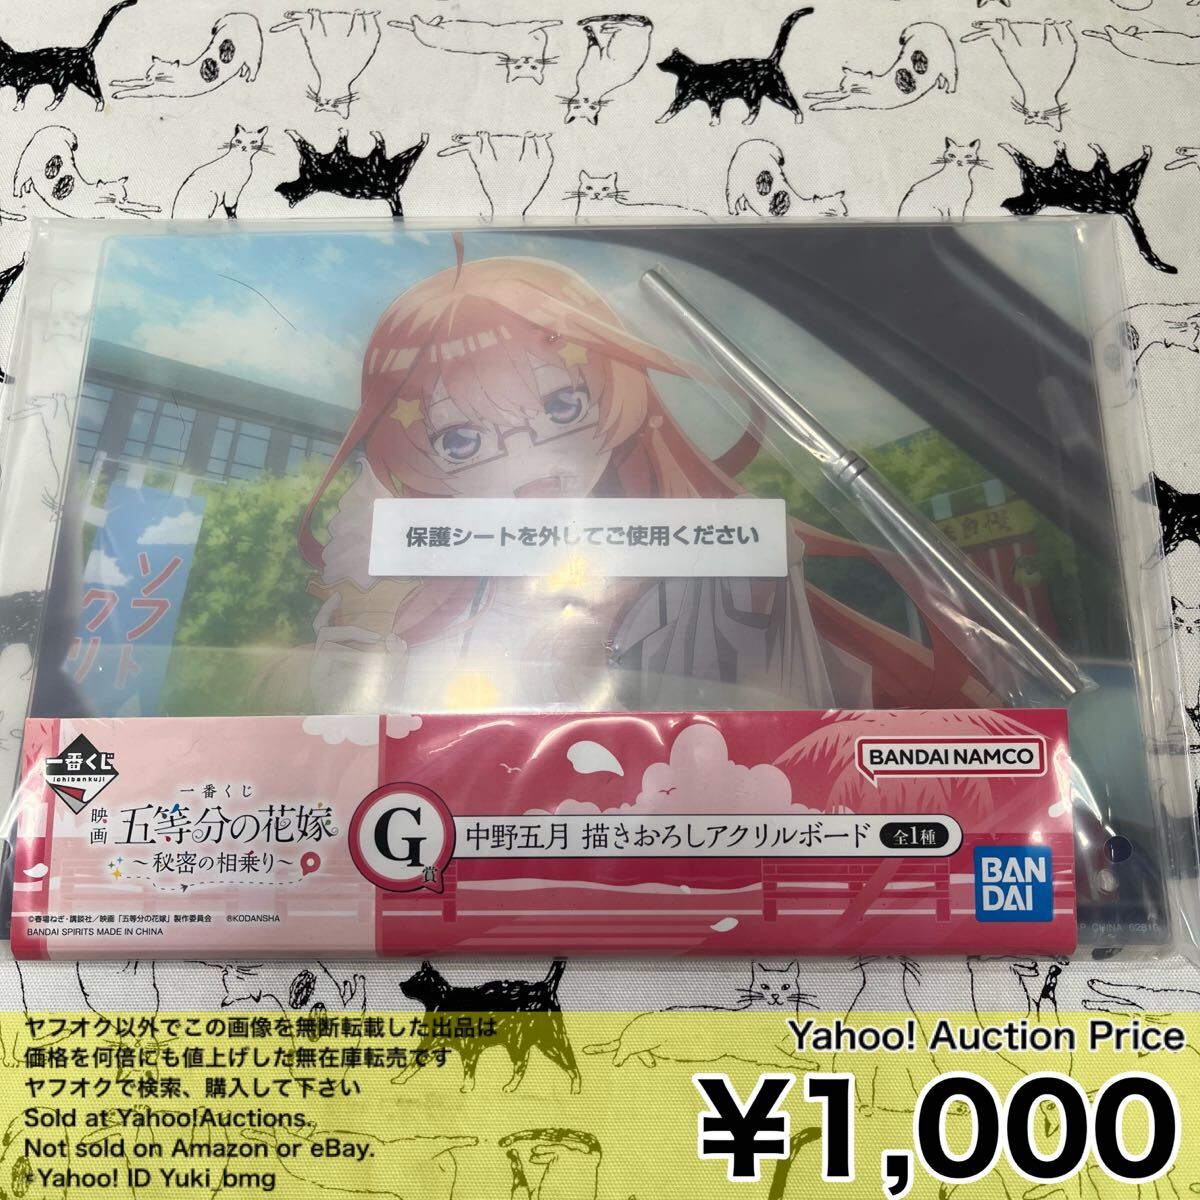 保護シートを外してご使用ください
ソフト
クリ
一番くじ
ichibankuji
一番くじ
映画 五等分の花嫁
～秘密の相乗り～
G賞
中野五月 描きおろしアクリルボード 全1種
BANDAI NAMCO
BAN
DAI
©春場ねぎ・講談社／映画「五等分の花嫁」製作委員会 ®KODANSHA
BANDAI SPIRITS MADE IN CHINA
ヤフオク以外でこの画像を無断転載した出品は
価格を何倍にも値上げした無在庫転売です
ヤフオクで検索、購入して下さい
Sold at Yahoo!Auctions.
Not sold on Amazon or eBay.
*Yahoo! ID Yuki_bmg
Yahoo! Auction Price
¥1,000